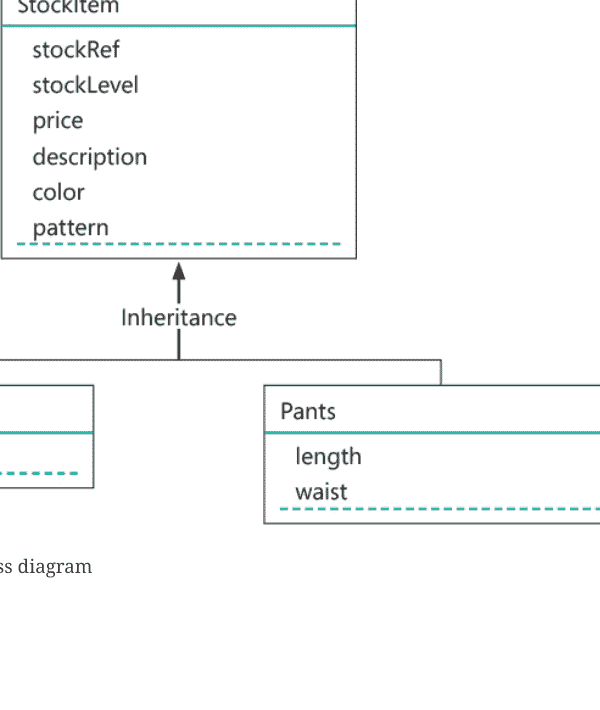 StockItem
stockRef
stockLevel
price
description
color
pattern
Inheritance
Pants
length
waist
ss diagram